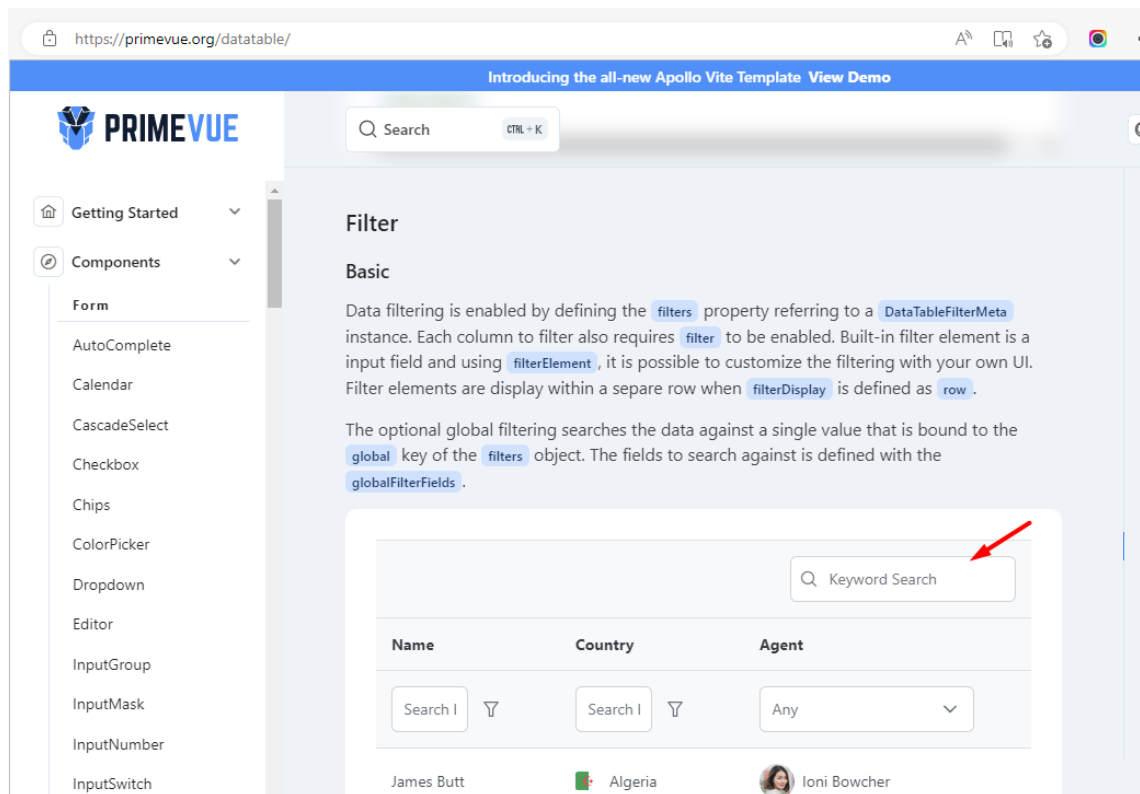 https://primevue.org/datatable/
Introducing the all-new Apollo Vite Template View Demo
PRIMEVUE
Search CTRL + K
Getting Started
Components
Form
AutoComplete
Calendar
CascadeSelect
Checkbox
Chips
ColorPicker
Dropdown
Editor
InputGroup
InputMask
InputNumber
InputSwitch
Filter
Basic
Data filtering is enabled by defining the filters property referring to a DataTableFilterMeta
instance. Each column to filter also requires filter to be enabled. Built-in filter element is a
input field and using filterElement , it is possible to customize the filtering with your own UI.
Filter elements are display within a separe row when filterDisplay is defined as row .
The optional global filtering searches the data against a single value that is bound to the
global key of the filters object. The fields to search against is defined with the
globalFilterFields .
Keyword Search
Name Country Agent
Search Search Any
James Butt Algeria Ioni Bowcher